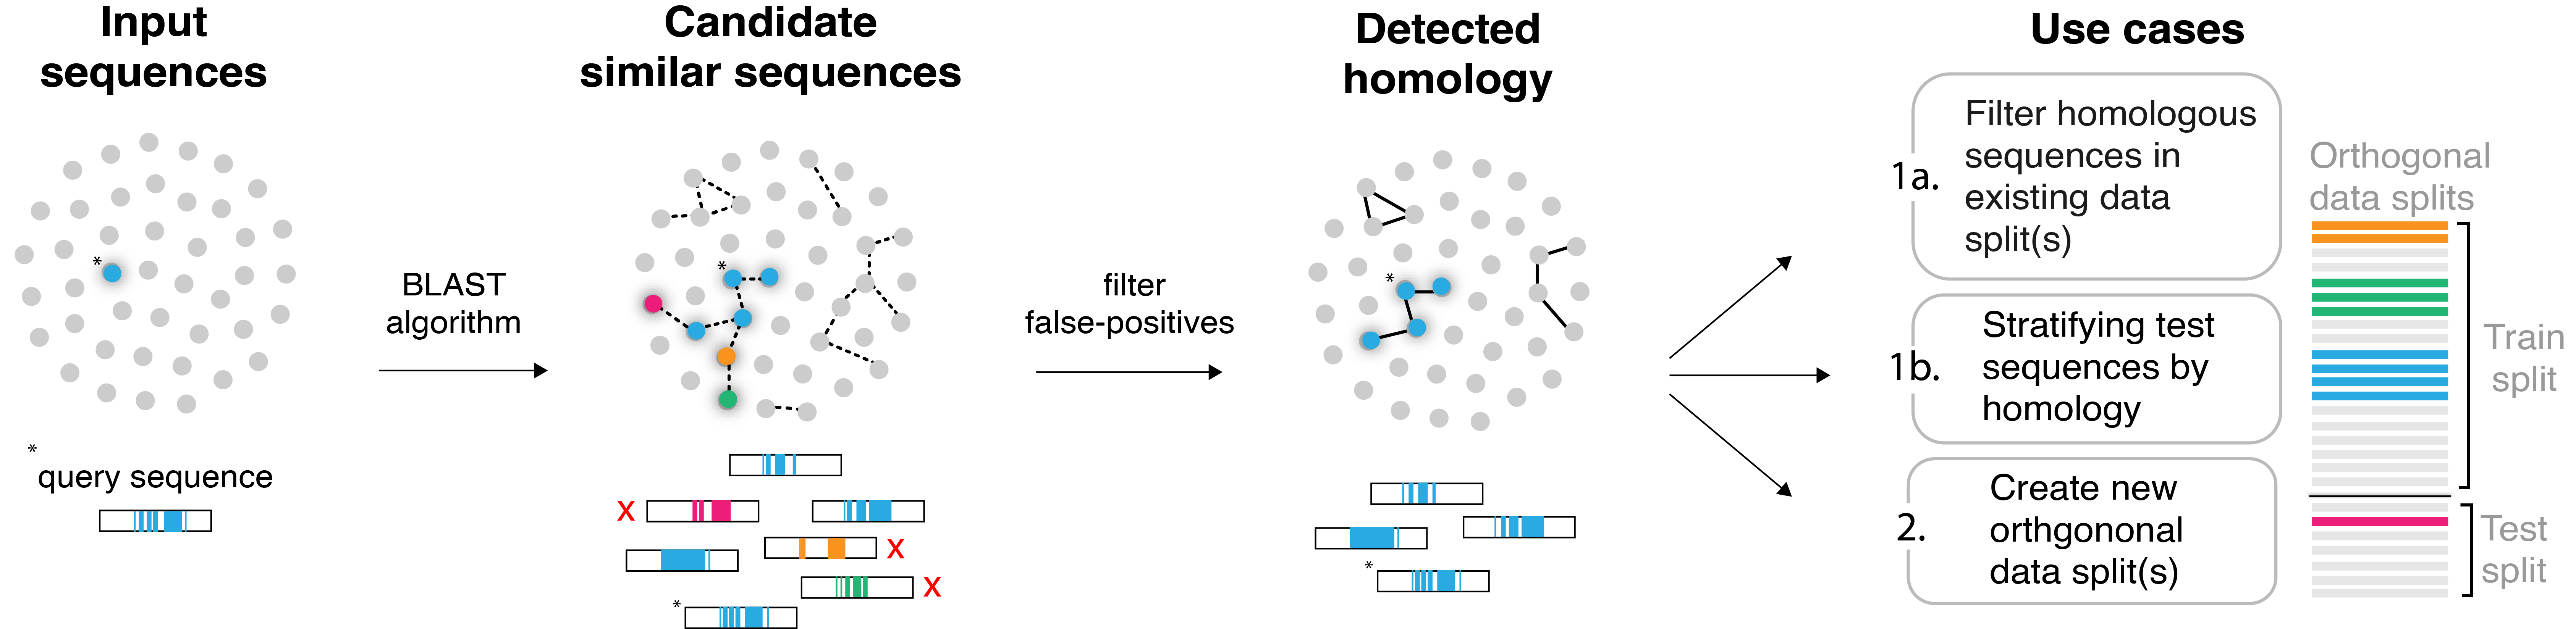 Input
sequences
*
*
query sequence
BLAST
algorithm
Candidate
similar sequences
*
X
X
X
*
filter
false-positives
Detected
homology
*
*
Use cases
1a.
Filter homologous
sequences in
existing data
split(s)
1b.
Stratifying test
sequences by
homology
2.
Create new
orthgononal
data split(s)
Orthogonal
data splits
Train
split
Test
split